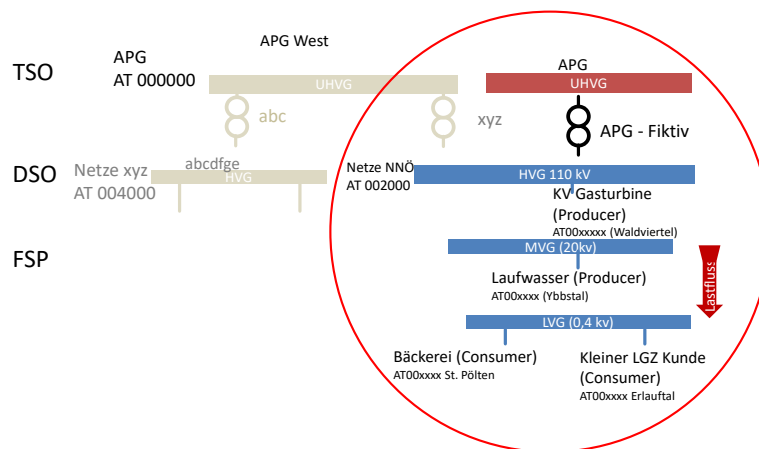 APG West
TSO
APG
AT 000000
UHVG
APG
UHVG
abc
xyz
APG - Fiktiv
DSO
Netze xyz
AT 004000
abcdfge
HVG
Netze NNÖ
AT 002000
HVG 110 kV
KV Gasturbine
(Producer)
AT00xxxxx (Waldviertel)
FSP
MVG (20kv)
Laufwasser (Producer)
AT00xxxx (Ybbstal)
Lastfluss
LVG (0,4 kv)
Bäckerei (Consumer)
AT00xxxx St. Pölten
Kleiner LGZ Kunde
(Consumer)
AT00xxxx Erlauftal